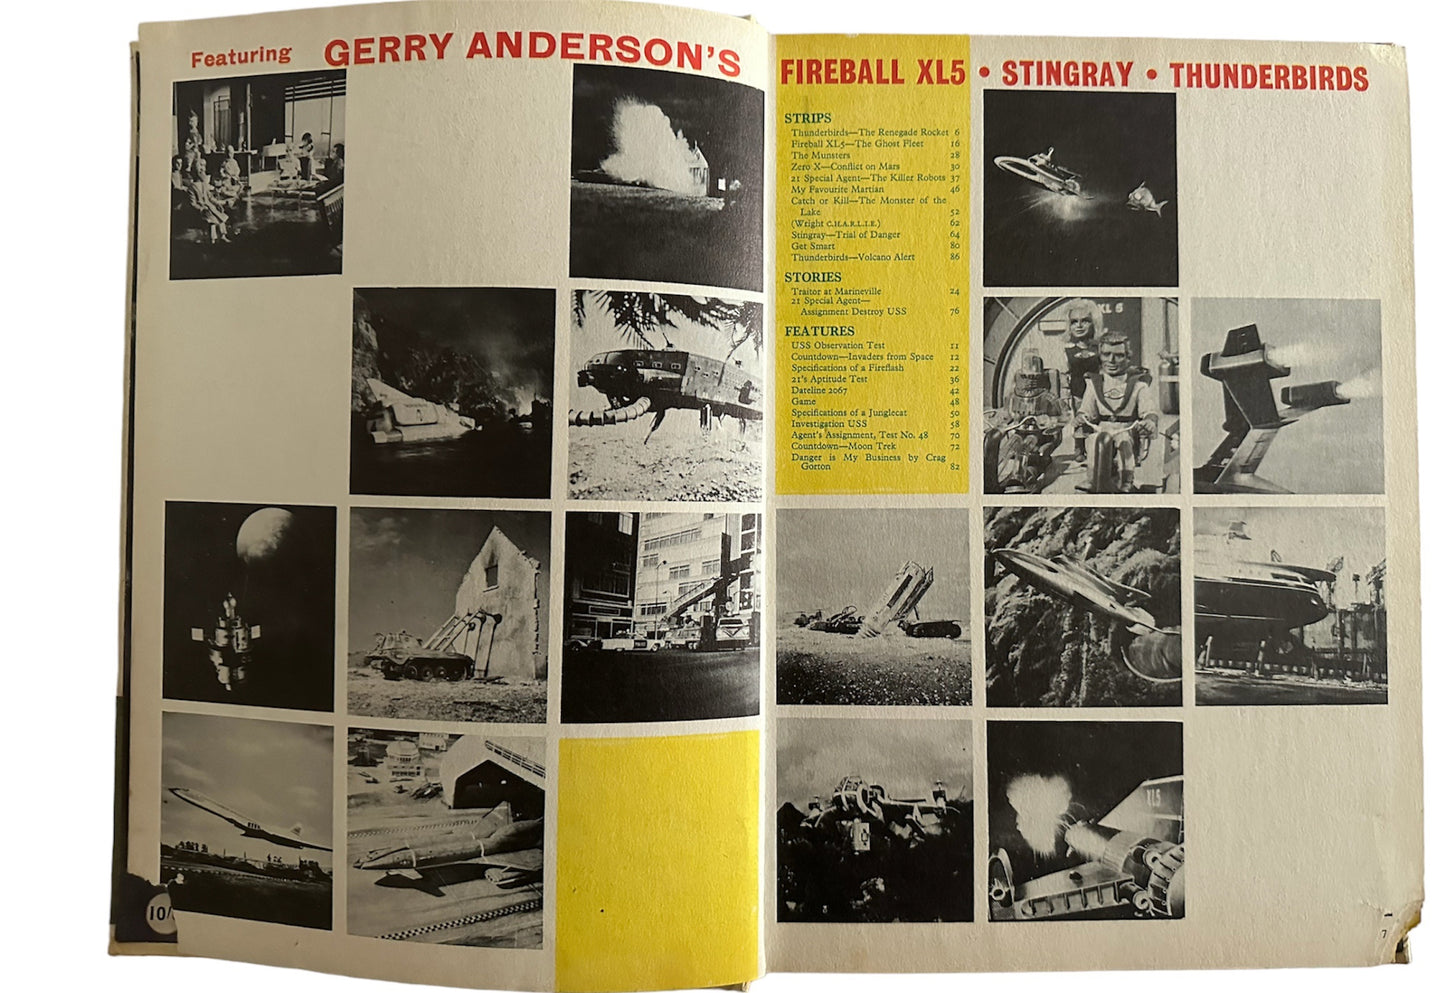 Featuring GERRY ANDERSON'S
FIREBALL XL5 • STINGRAY • THUNDERBIRDS
STRIPS
Thunderbirds—The Renegade Rocket 6
Fireball XL5—The Ghost Fleet 16
The Munsters 28
Zero X—Conflict on Mars 30
21 Special Agent—The Killer Robots 37
My Favourite Martian 46
Catch or Kill—The Monster of the
Lake 52
(Wright C.H.A.R.L.I.E.) 62
Stingray—Trial of Danger 64
Get Smart 80
Thunderbirds—Volcano Alert 86
STORIES
Traitor at Marineville 24
21 Special Agent—
Assignment Destroy USS 76
FEATURES
USS Observation Test 11
Countdown—Invaders from Space 12
Specifications of a Fireflash 22
21's Aptitude Test 36
Dateline 2067 42
Game 48
Specifications of a Junglecat 50
Investigation USS 58
Agent's Assignment, Test No. 48 70
Countdown—Moon Trek 72
Danger is My Business by Crag
Gorton 82
XL5
10/
7